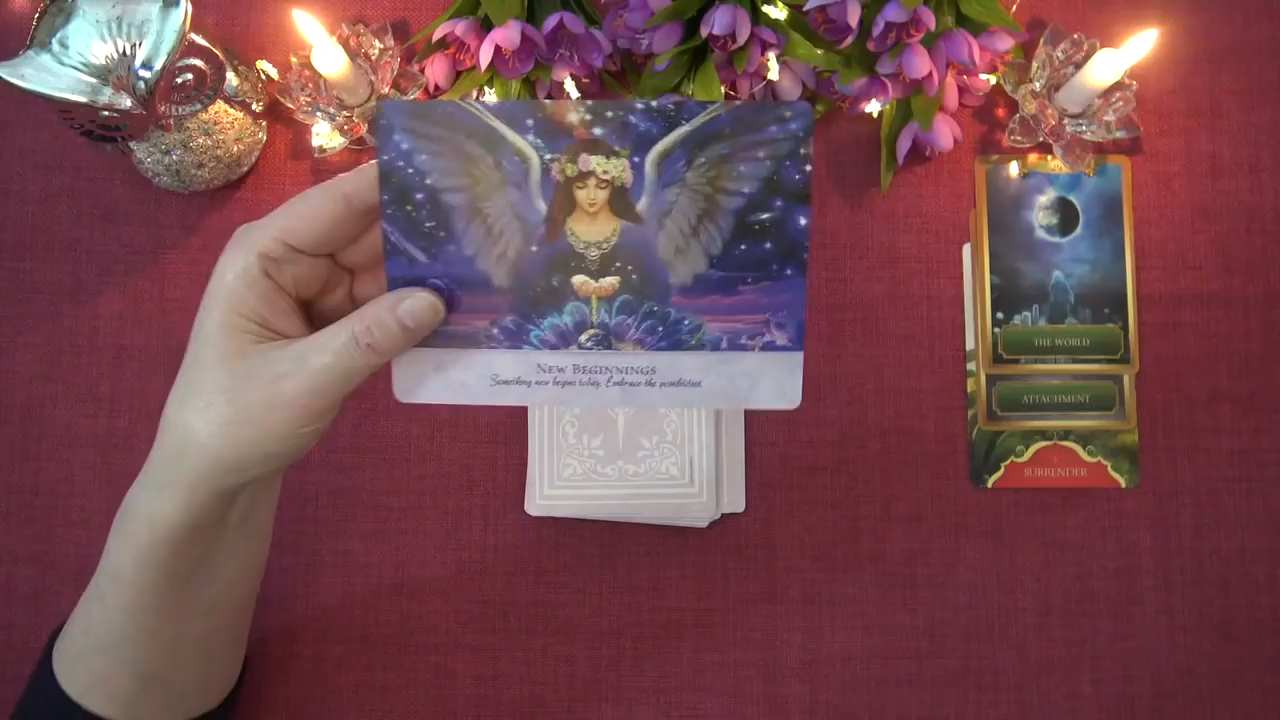 NEW BEGINNINGS
Something new begins today. Embrace the possibilities.
THE WORLD
ATTACHMENT
SURRENDER